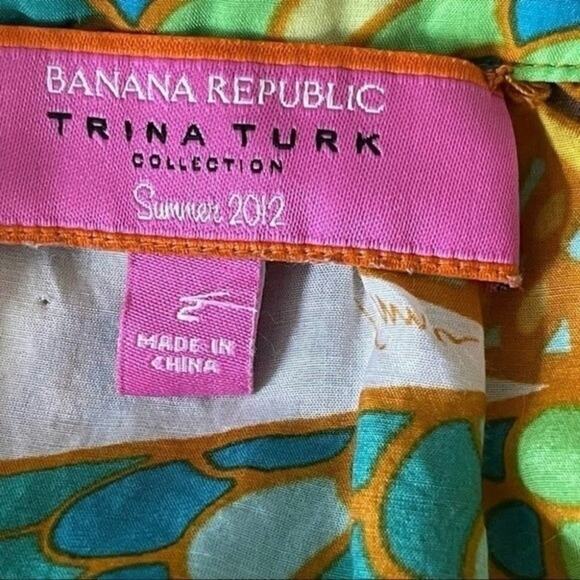 BANANA REPUBLIC
TRINA TURK
COLLECTION
Summer 2012
2
MADE IN
CHINA